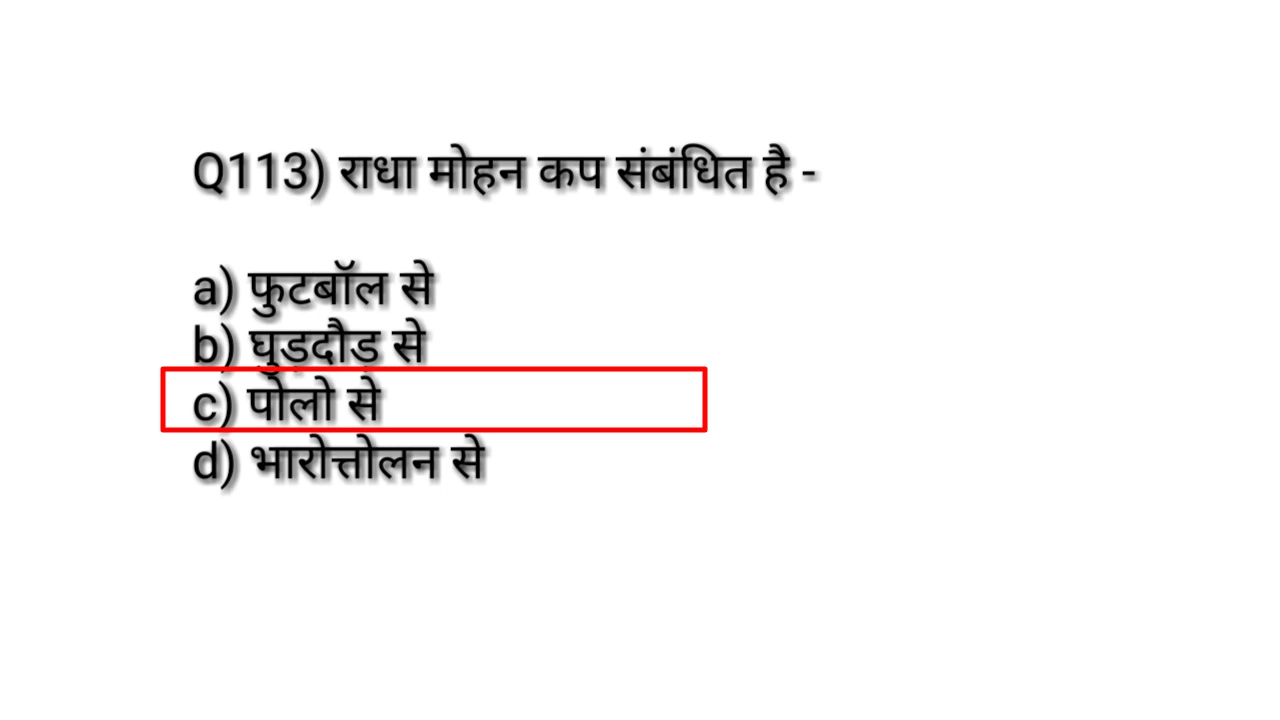 Q113) राधा मोहन कप संबंधित है -
a) फुटबॉल से
b) घुड़दौड़ से
c) पोलो से
d) भारोत्तोलन से